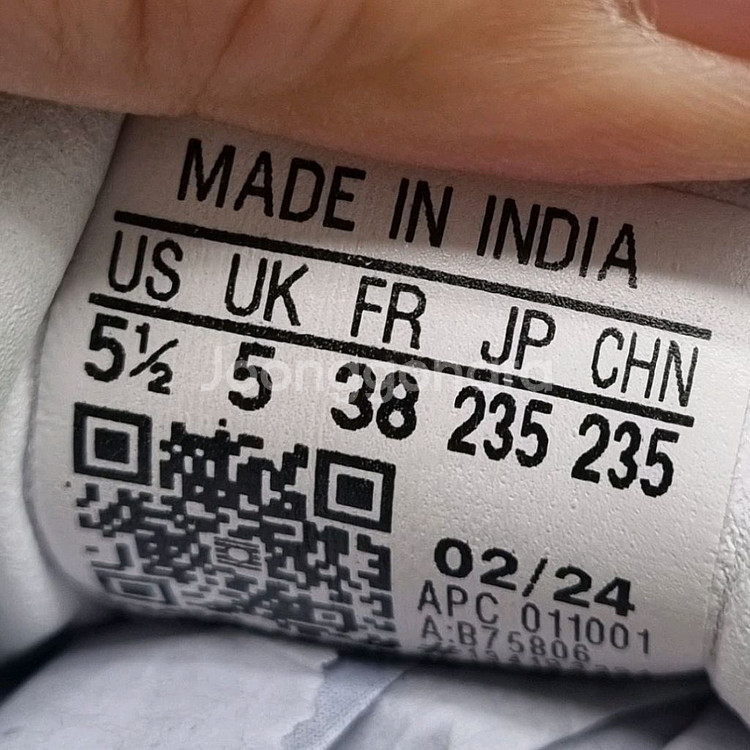 MADE IN INDIA
US UK FR JP CHN
5½ 5 38 235 235
Joonggonara
02/24
APC 011001
A:B75806